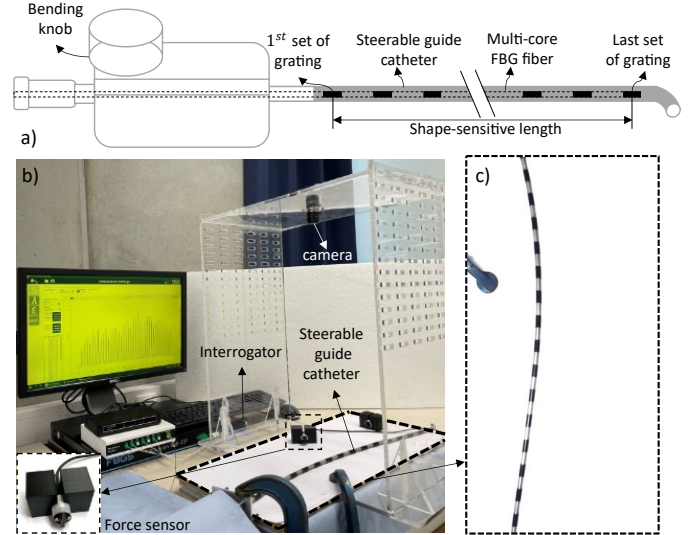 Bending
knob
1st set of
grating
Steerable guide
catheter
Multi-core
FBG fiber
Last set
of grating
Shape-sensitive length
a)
b)
c)
camera
Steerable
guide
catheter
Interrogator
FBGS
Force sensor